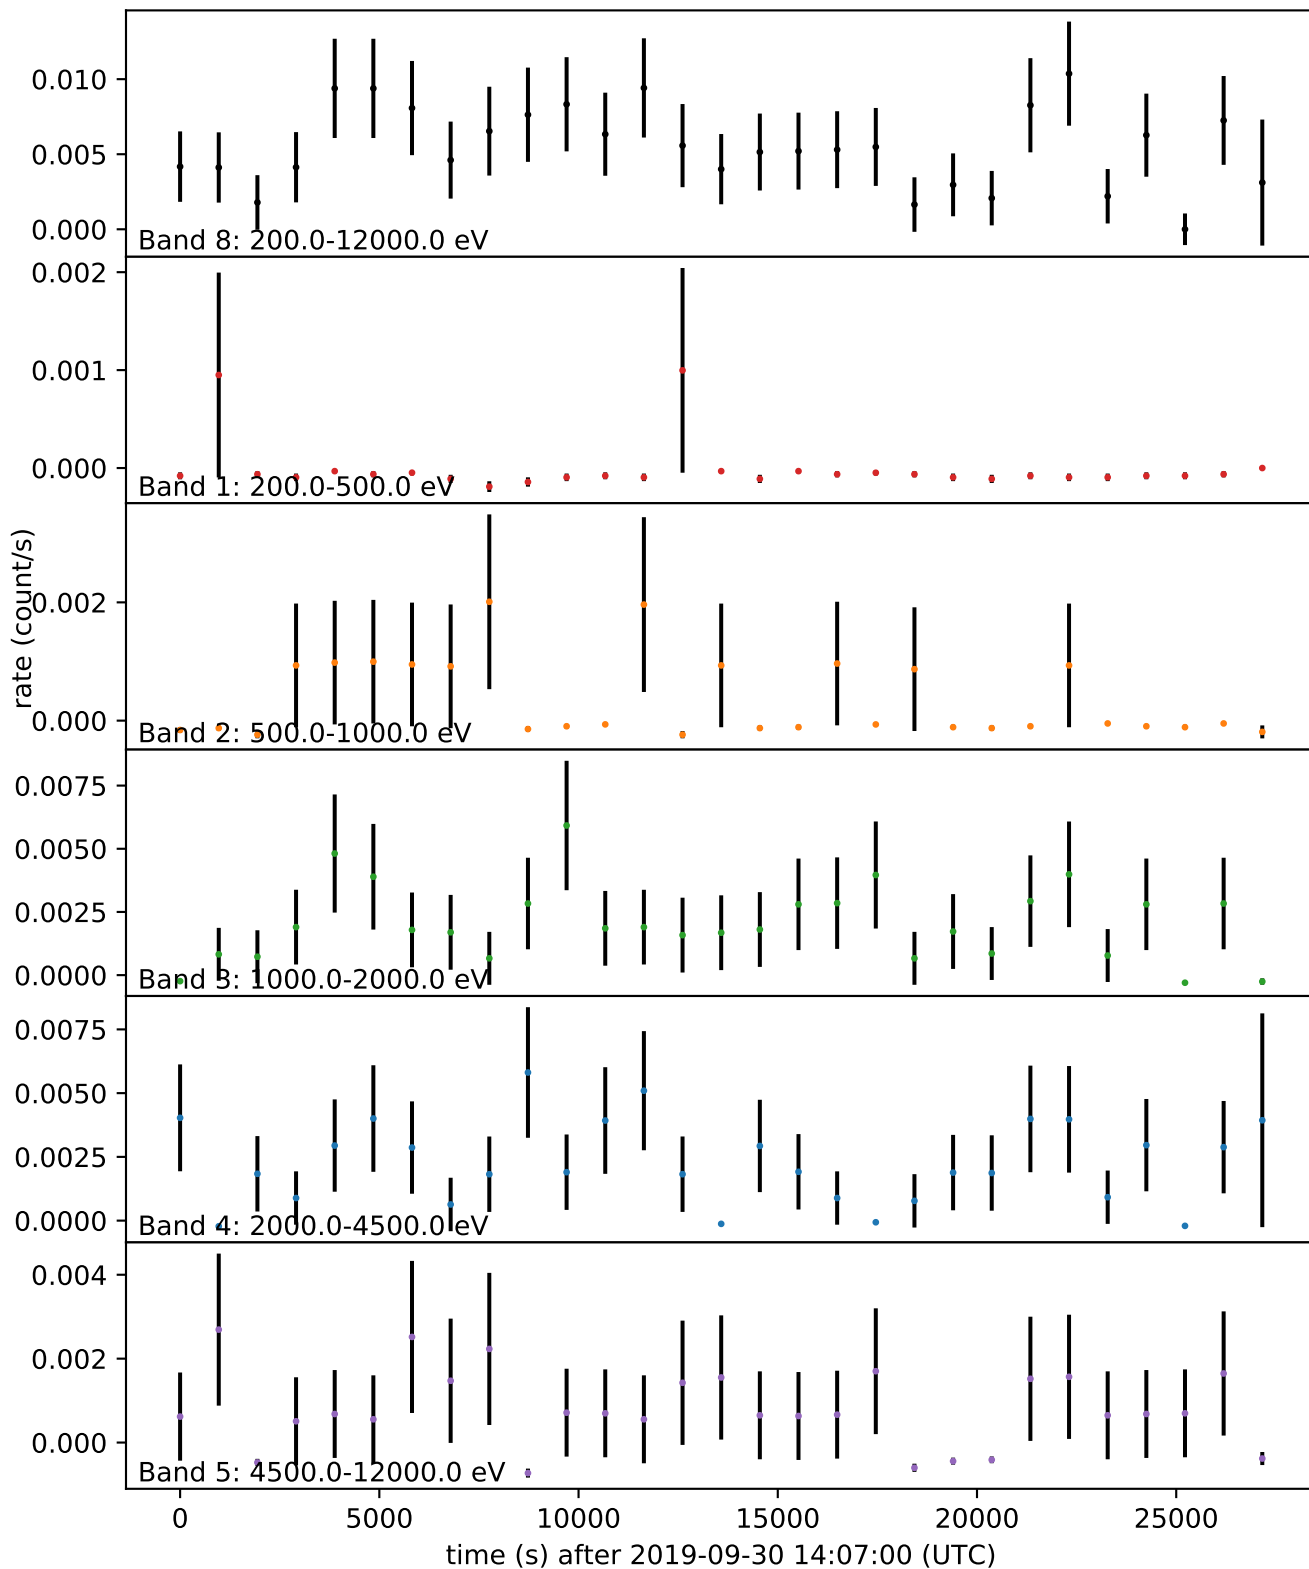 0.010
0.005
0.000
Band 8: 200.0-12000.0 eV
0.002
0.001
0.000
Band 1: 200.0-500.0 eV
rate (count/s)
0.002
0.000
Band 2: 500.0-1000.0 eV
0.0075
0.0050
0.0025
0.0000
Band 3: 1000.0-2000.0 eV
0.0075
0.0050
0.0025
0.0000
Band 4: 2000.0-4500.0 eV
0.004
0.002
0.000
Band 5: 4500.0-12000.0 eV
0 5000 10000 15000 20000 25000
time (s) after 2019-09-30 14:07:00 (UTC)